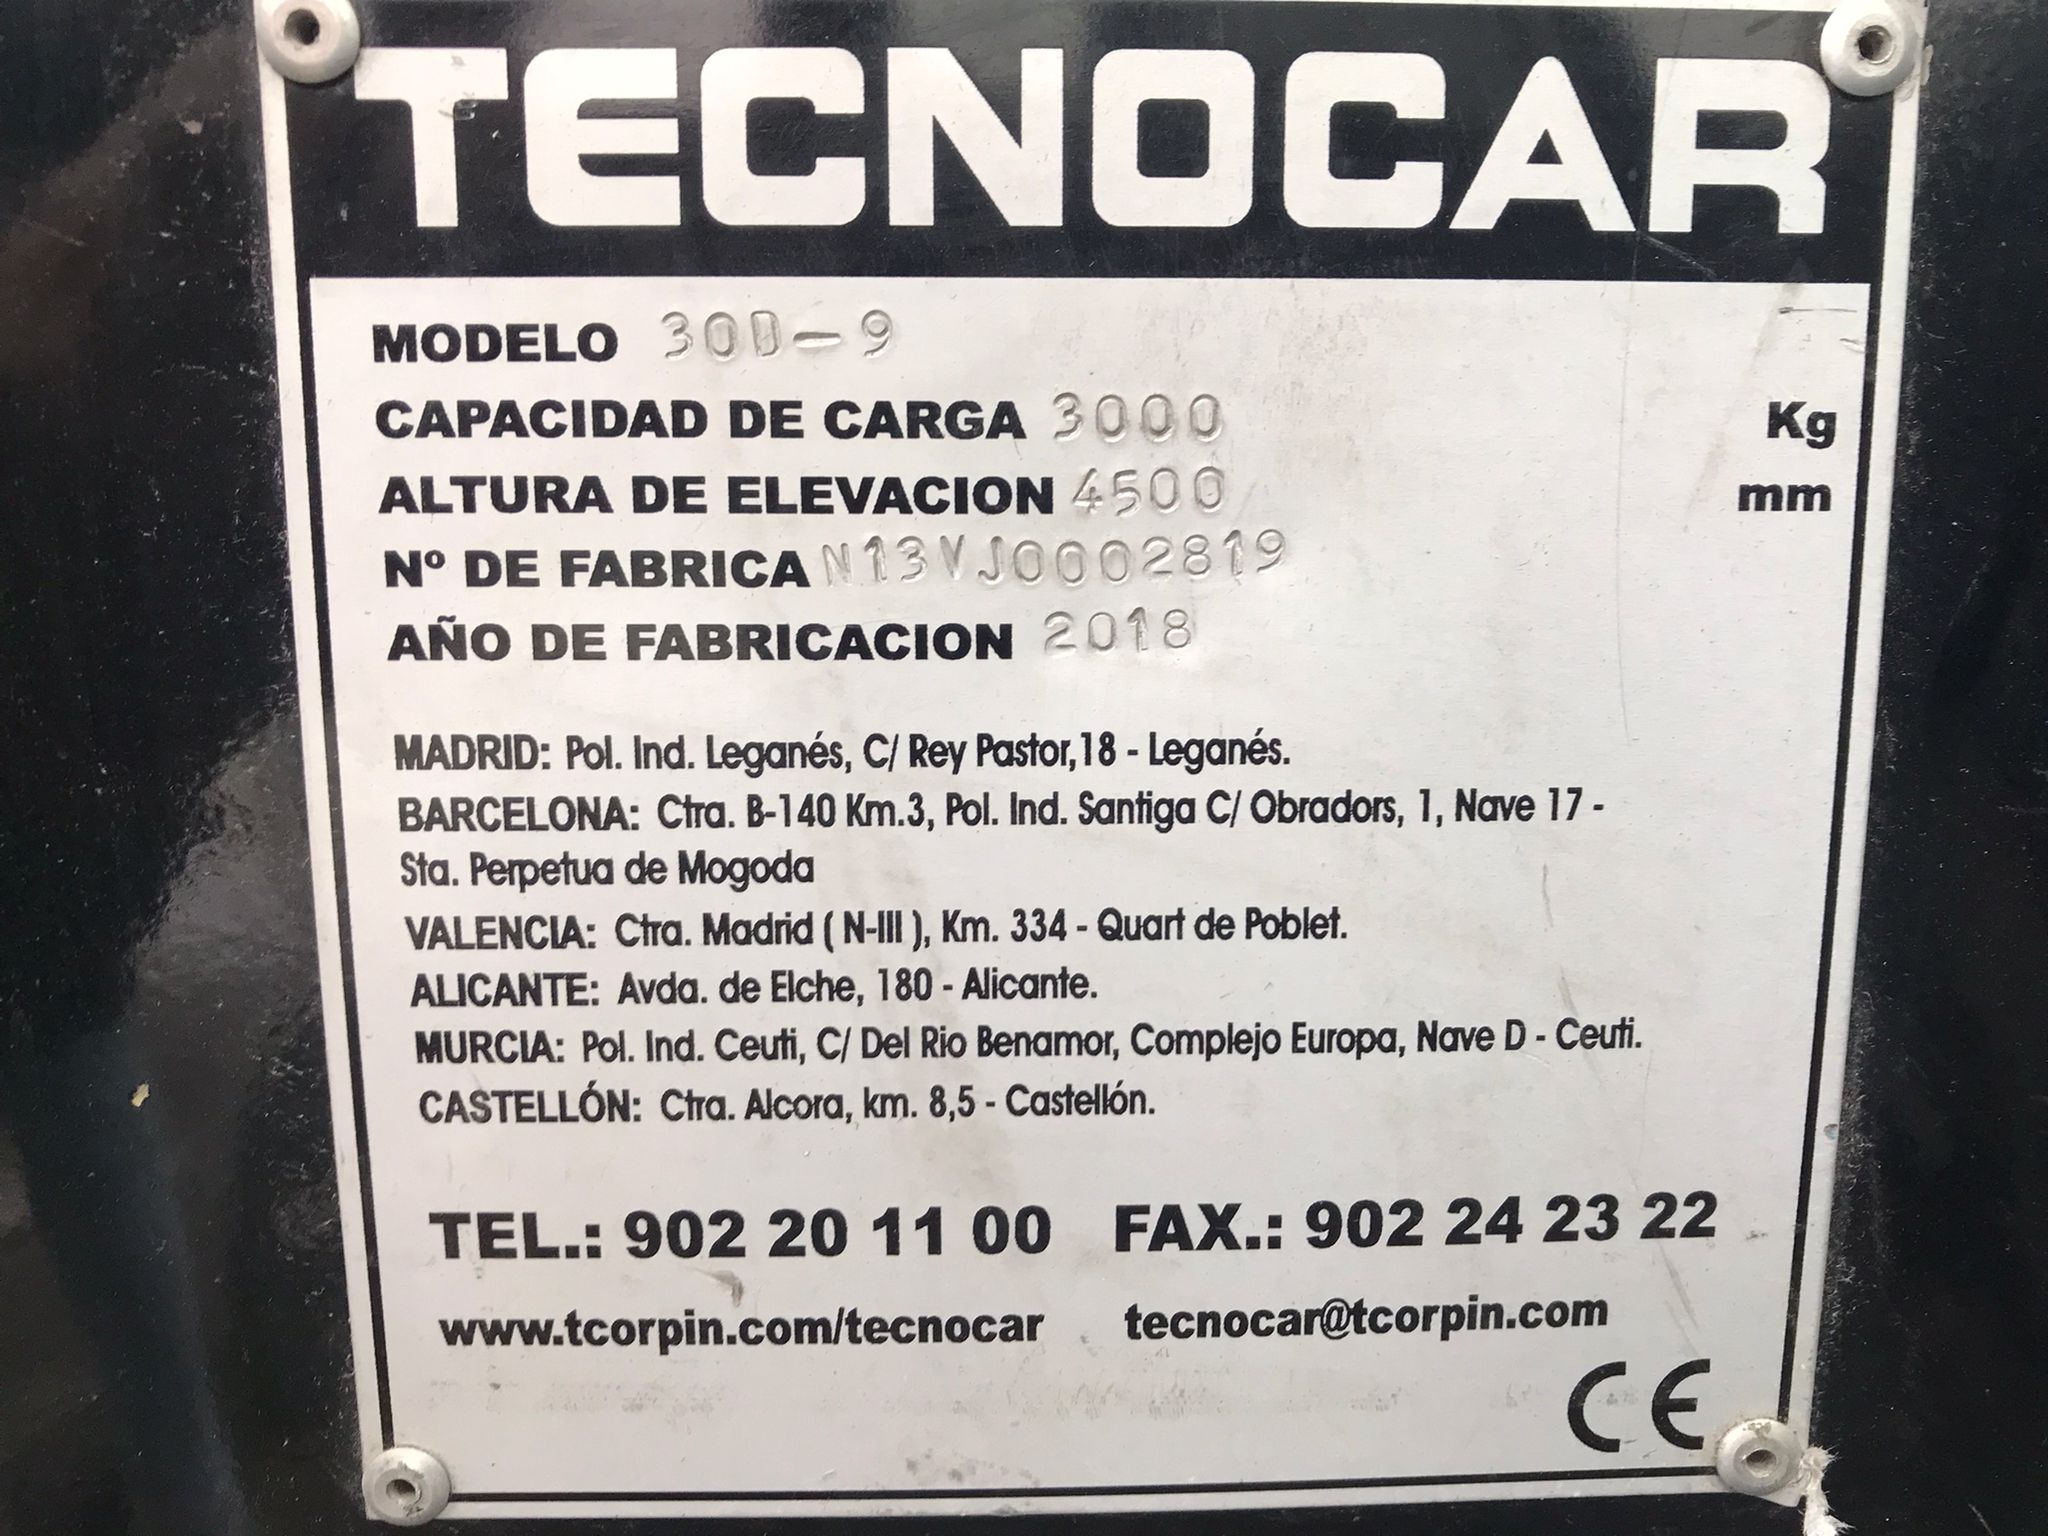 TECNOCAR
MODELO 30D-9
CAPACIDAD DE CARGA 3000 Kg
ALTURA DE ELEVACION 4500 mm
Nº DE FABRICA N13VJ0002819
AÑO DE FABRICACION 2018
MADRID: Pol. Ind. Leganés, C/ Rey Pastor,18 - Leganés.
BARCELONA: Ctra. B-140 Km.3, Pol. Ind. Santiga C/ Obradors, 1, Nave 17 -
Sta. Perpetua de Mogoda
VALENCIA: Ctra. Madrid ( N-III ), Km. 334 - Quart de Poblet.
ALICANTE: Avda. de Elche, 180 - Alicante.
MURCIA: Pol. Ind. Ceuti, C/ Del Rio Benamor, Complejo Europa, Nave D - Ceuti.
CASTELLÓN: Ctra. Alcora, km. 8,5 - Castellón.
TEL.: 902 20 11 00 FAX.: 902 24 23 22
www.tcorpin.com/tecnocar tecnocar@tcorpin.com
CE